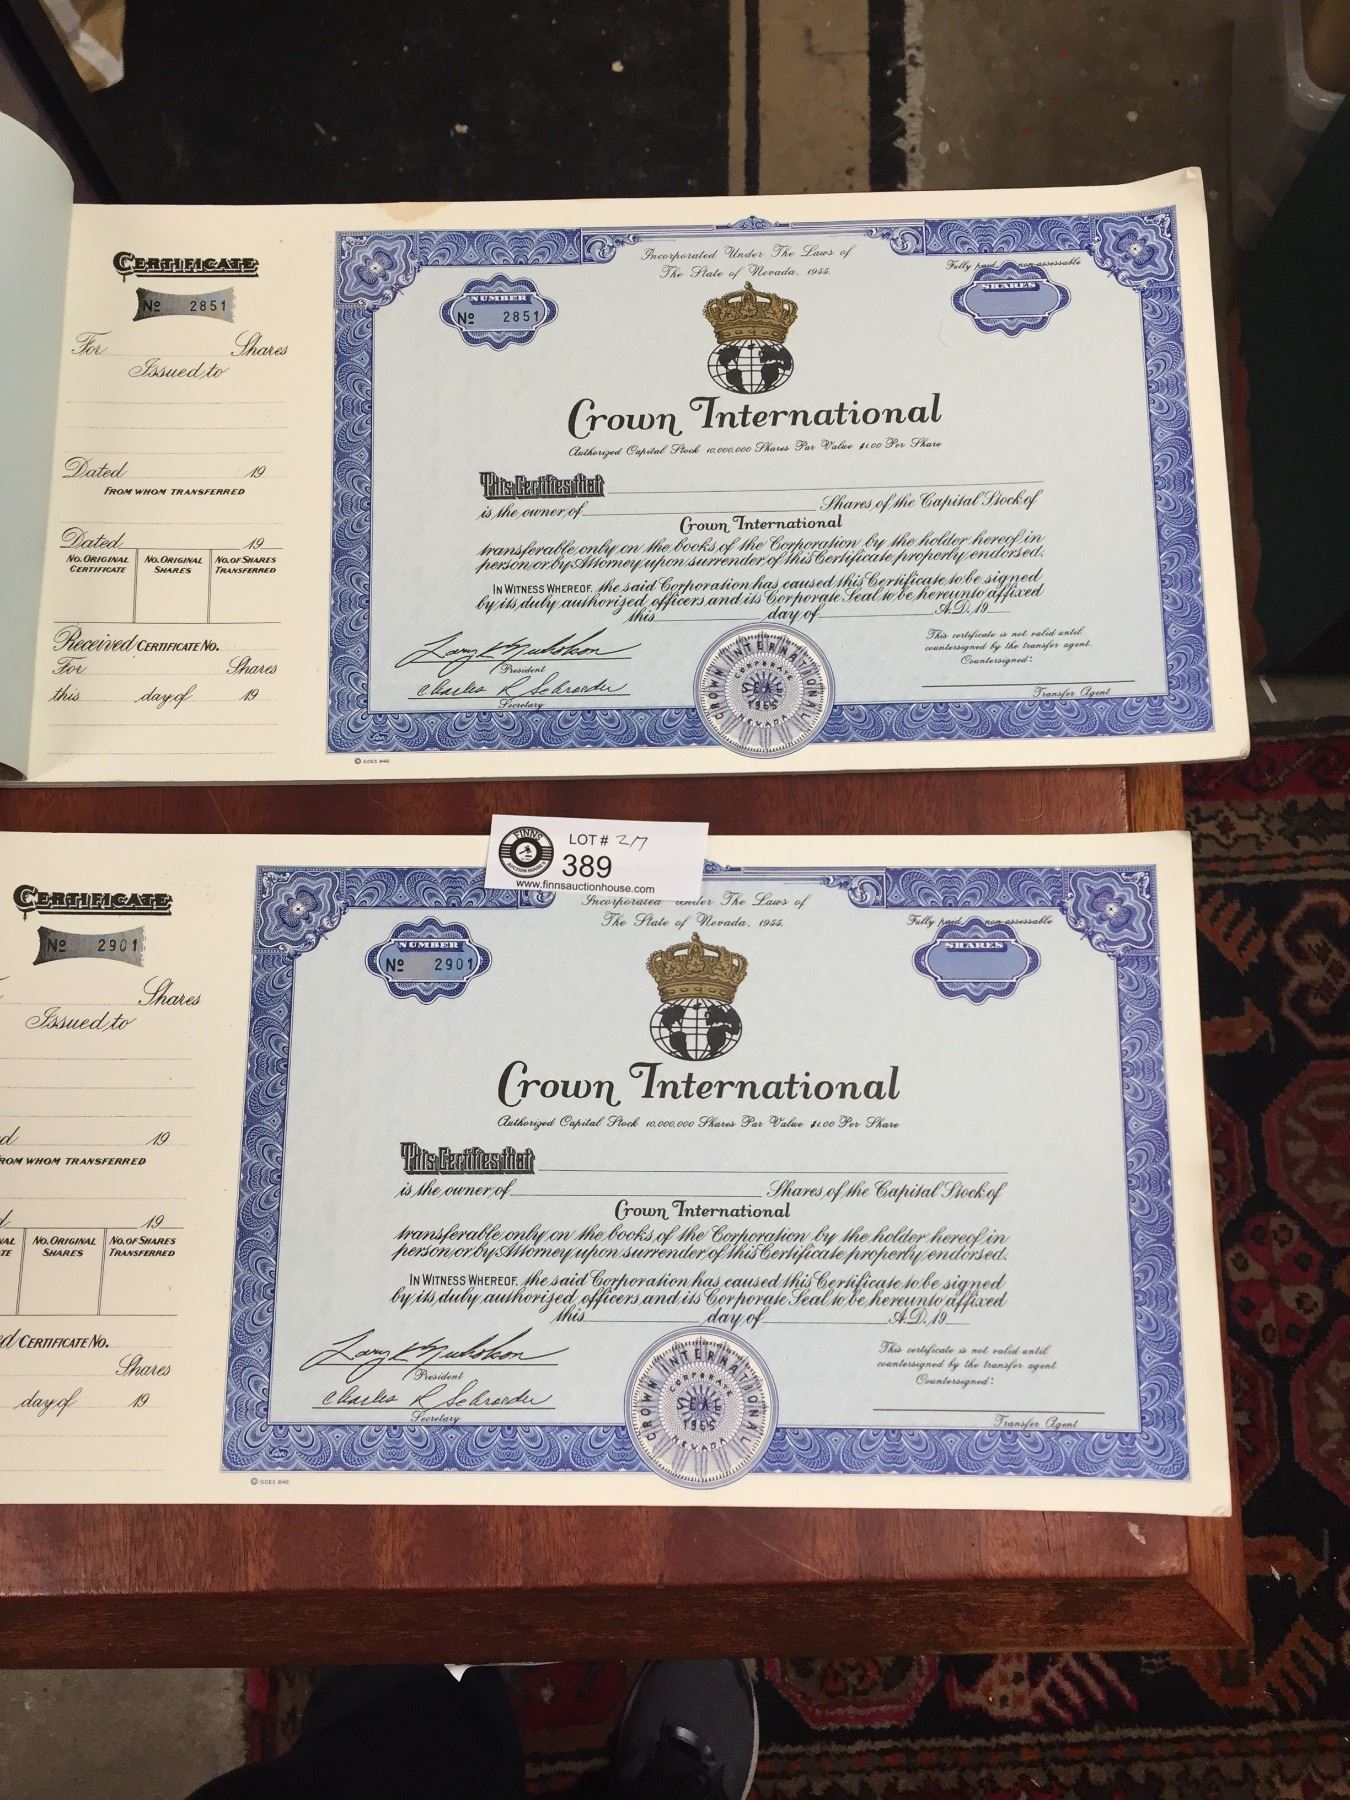 CERTIFICATE
Nº 2851
For Shares
Issued to
Dated 19
FROM WHOM TRANSFERRED
Dated 19
NO. ORIGINAL CERTIFICATE NO. ORIGINAL SHARES NO. OF SHARES TRANSFERRED
Received CERTIFICATE NO.
For Shares
this day of 19
Incorporated Under The Laws of
The State of Nevada, 1955.
NUMBER
Nº 2851
Fully paid non-assessable
SHARES
Crown International
Authorized Capital Stock 10,000,000 Shares Par Value $1.00 Per Share
This Certifies that
is the owner of Shares of the Capital Stock of
Crown International
transferable only on the books of the Corporation by the holder hereof in
person or by Attorney upon surrender of this Certificate properly endorsed.
IN WITNESS WHEREOF, the said Corporation has caused this Certificate to be signed
by its duly authorized officers and its Corporate Seal to be hereunto affixed
this day of A.D. 19
President
Charles R Schroeder
Secretary
CROWN INTERNATIONAL
CORPORATE
SEAL
1955
NEVADA
This certificate is not valid until
countersigned by the transfer agent.
Countersigned:
Transfer Agent
© GOES 842
FINNS
AUCTION HOUSE
LOT # 217
389
www.finnsauctionhouse.com
CERTIFICATE
Nº 2901
Shares
Issued to
19
FROM WHOM TRANSFERRED
19
NO. ORIGINAL SHARES NO. OF SHARES TRANSFERRED
CERTIFICATE NO.
Shares
day of 19
Incorporated Under The Laws of
The State of Nevada, 1955.
NUMBER
Nº 2901
Fully paid non-assessable
SHARES
Crown International
Authorized Capital Stock 10,000,000 Shares Par Value $1.00 Per Share
This Certifies that
is the owner of Shares of the Capital Stock of
Crown International
transferable only on the books of the Corporation by the holder hereof in
person or by Attorney upon surrender of this Certificate properly endorsed.
IN WITNESS WHEREOF, the said Corporation has caused this Certificate to be signed
by its duly authorized officers and its Corporate Seal to be hereunto affixed
this day of A.D. 19
President
Charles R Schroeder
Secretary
CROWN INTERNATIONAL
CORPORATE
SEAL
1955
NEVADA
This certificate is not valid until
countersigned by the transfer agent.
Countersigned:
Transfer Agent
© GOES 842